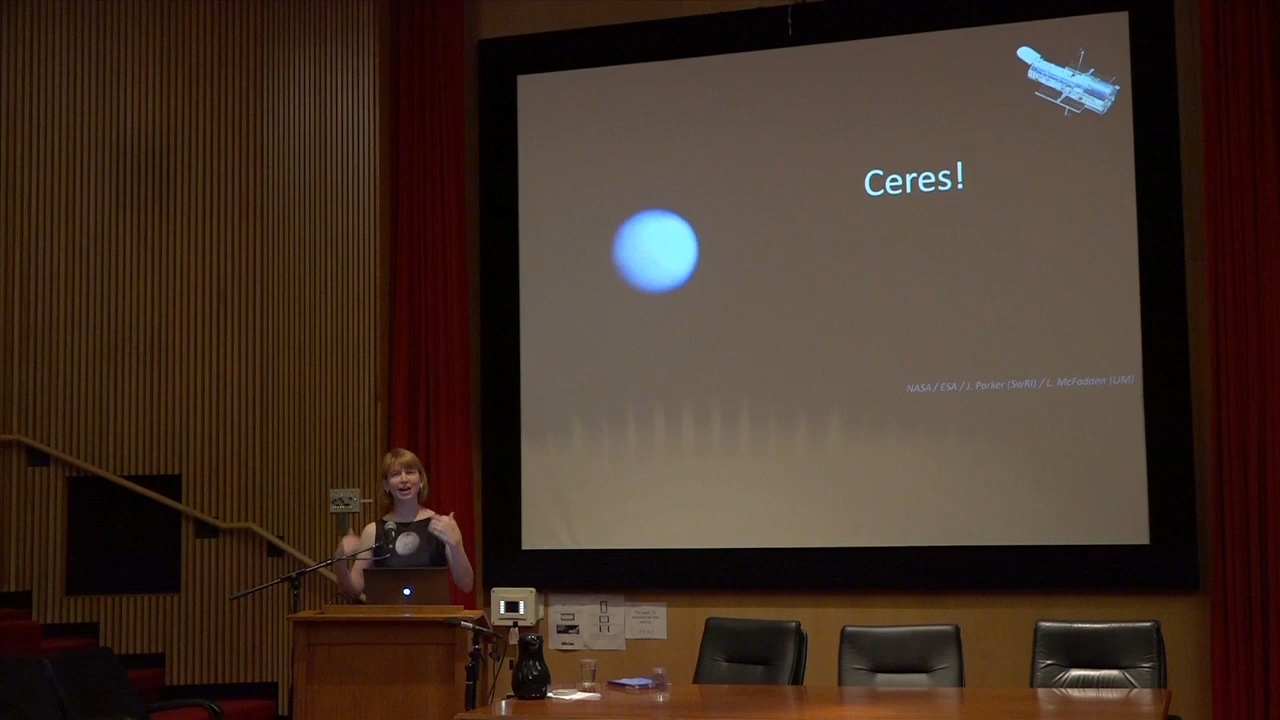 Ceres!
NASA / ESA / J. Parker (SwRI) / L. McFadden (UM)